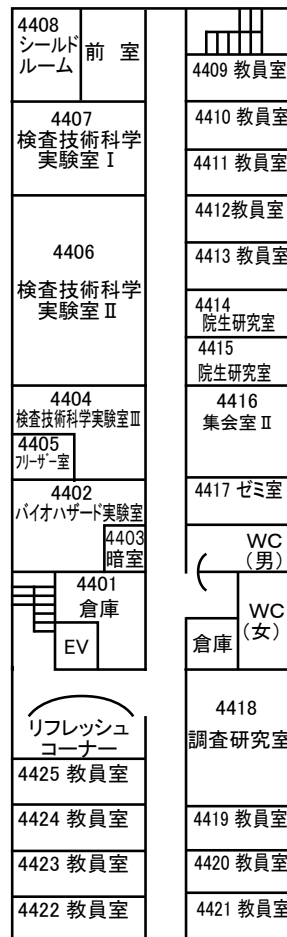 4408
シールド
ルーム
前 室
4407
検査技術科学
実験室Ⅰ
4406
検査技術科学
実験室Ⅱ
4404
検査技術科学実験室Ⅲ
4405
フリーザー室
4402
バイオハザード実験室
4403
暗室
4401
倉庫
EV
リフレッシュ
コーナー
4425 教員室
4424 教員室
4423 教員室
4422 教員室
4409 教員室
4410 教員室
4411 教員室
4412教員室
4413 教員室
4414
院生研究室
4415
院生研究室
4416
集会室Ⅱ
4417 ゼミ室
WC
(男)
WC
(女)
倉庫
4418
調査研究室
4419 教員室
4420 教員室
4421 教員室